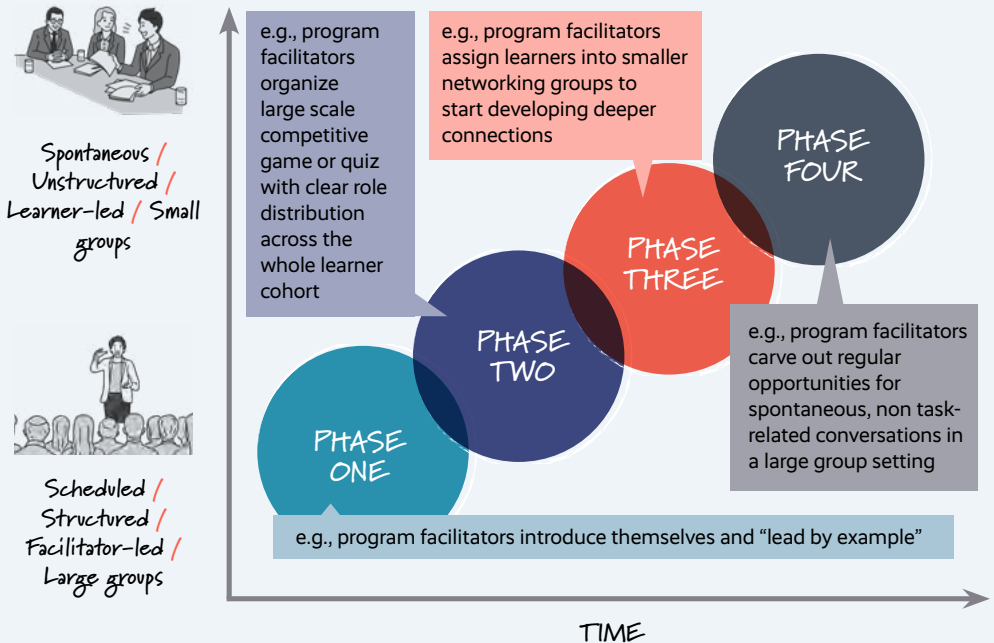 Spontaneous /
Unstructured /
Learner-led / Small
groups
Scheduled /
Structured /
Facilitator-led /
Large groups
e.g., program
facilitators
organize
large scale
competitive
game or quiz
with clear role
distribution
across the
whole learner
cohort
e.g., program facilitators
assign learners into smaller
networking groups to
start developing deeper
connections
PHASE
FOUR
PHASE
THREE
PHASE
TWO
PHASE
ONE
e.g., program facilitators
carve out regular
opportunities for
spontaneous, non task-
related conversations in
a large group setting
e.g., program facilitators introduce themselves and “lead by example”
TIME